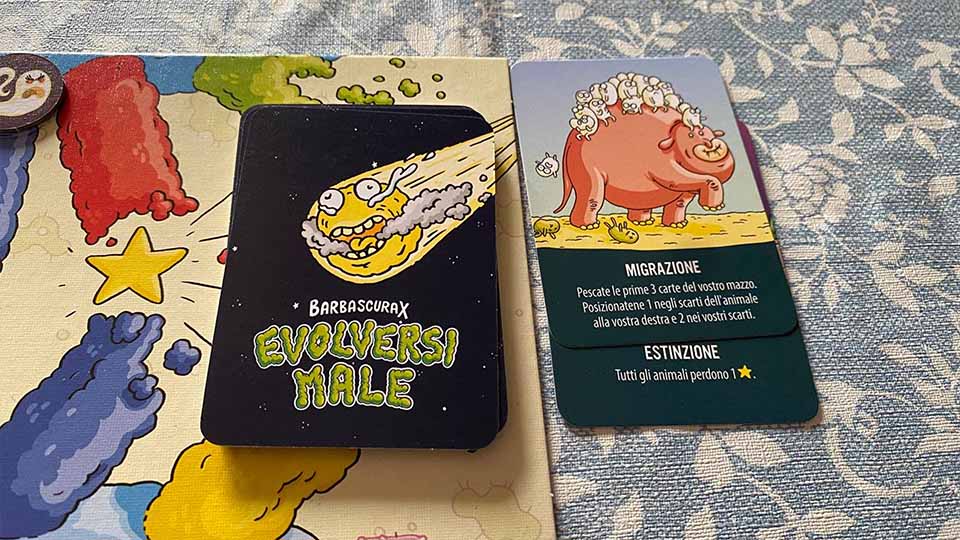 BARBASCURAX
EVOLVERSI
MALE
MIGRAZIONE
Pescate le prime 3 carte del vostro mazzo.
Posizionatene 1 negli scarti dell'animale
alla vostra destra e 2 nei vostri scarti.
ESTINZIONE
Tutti gli animali perdono 1